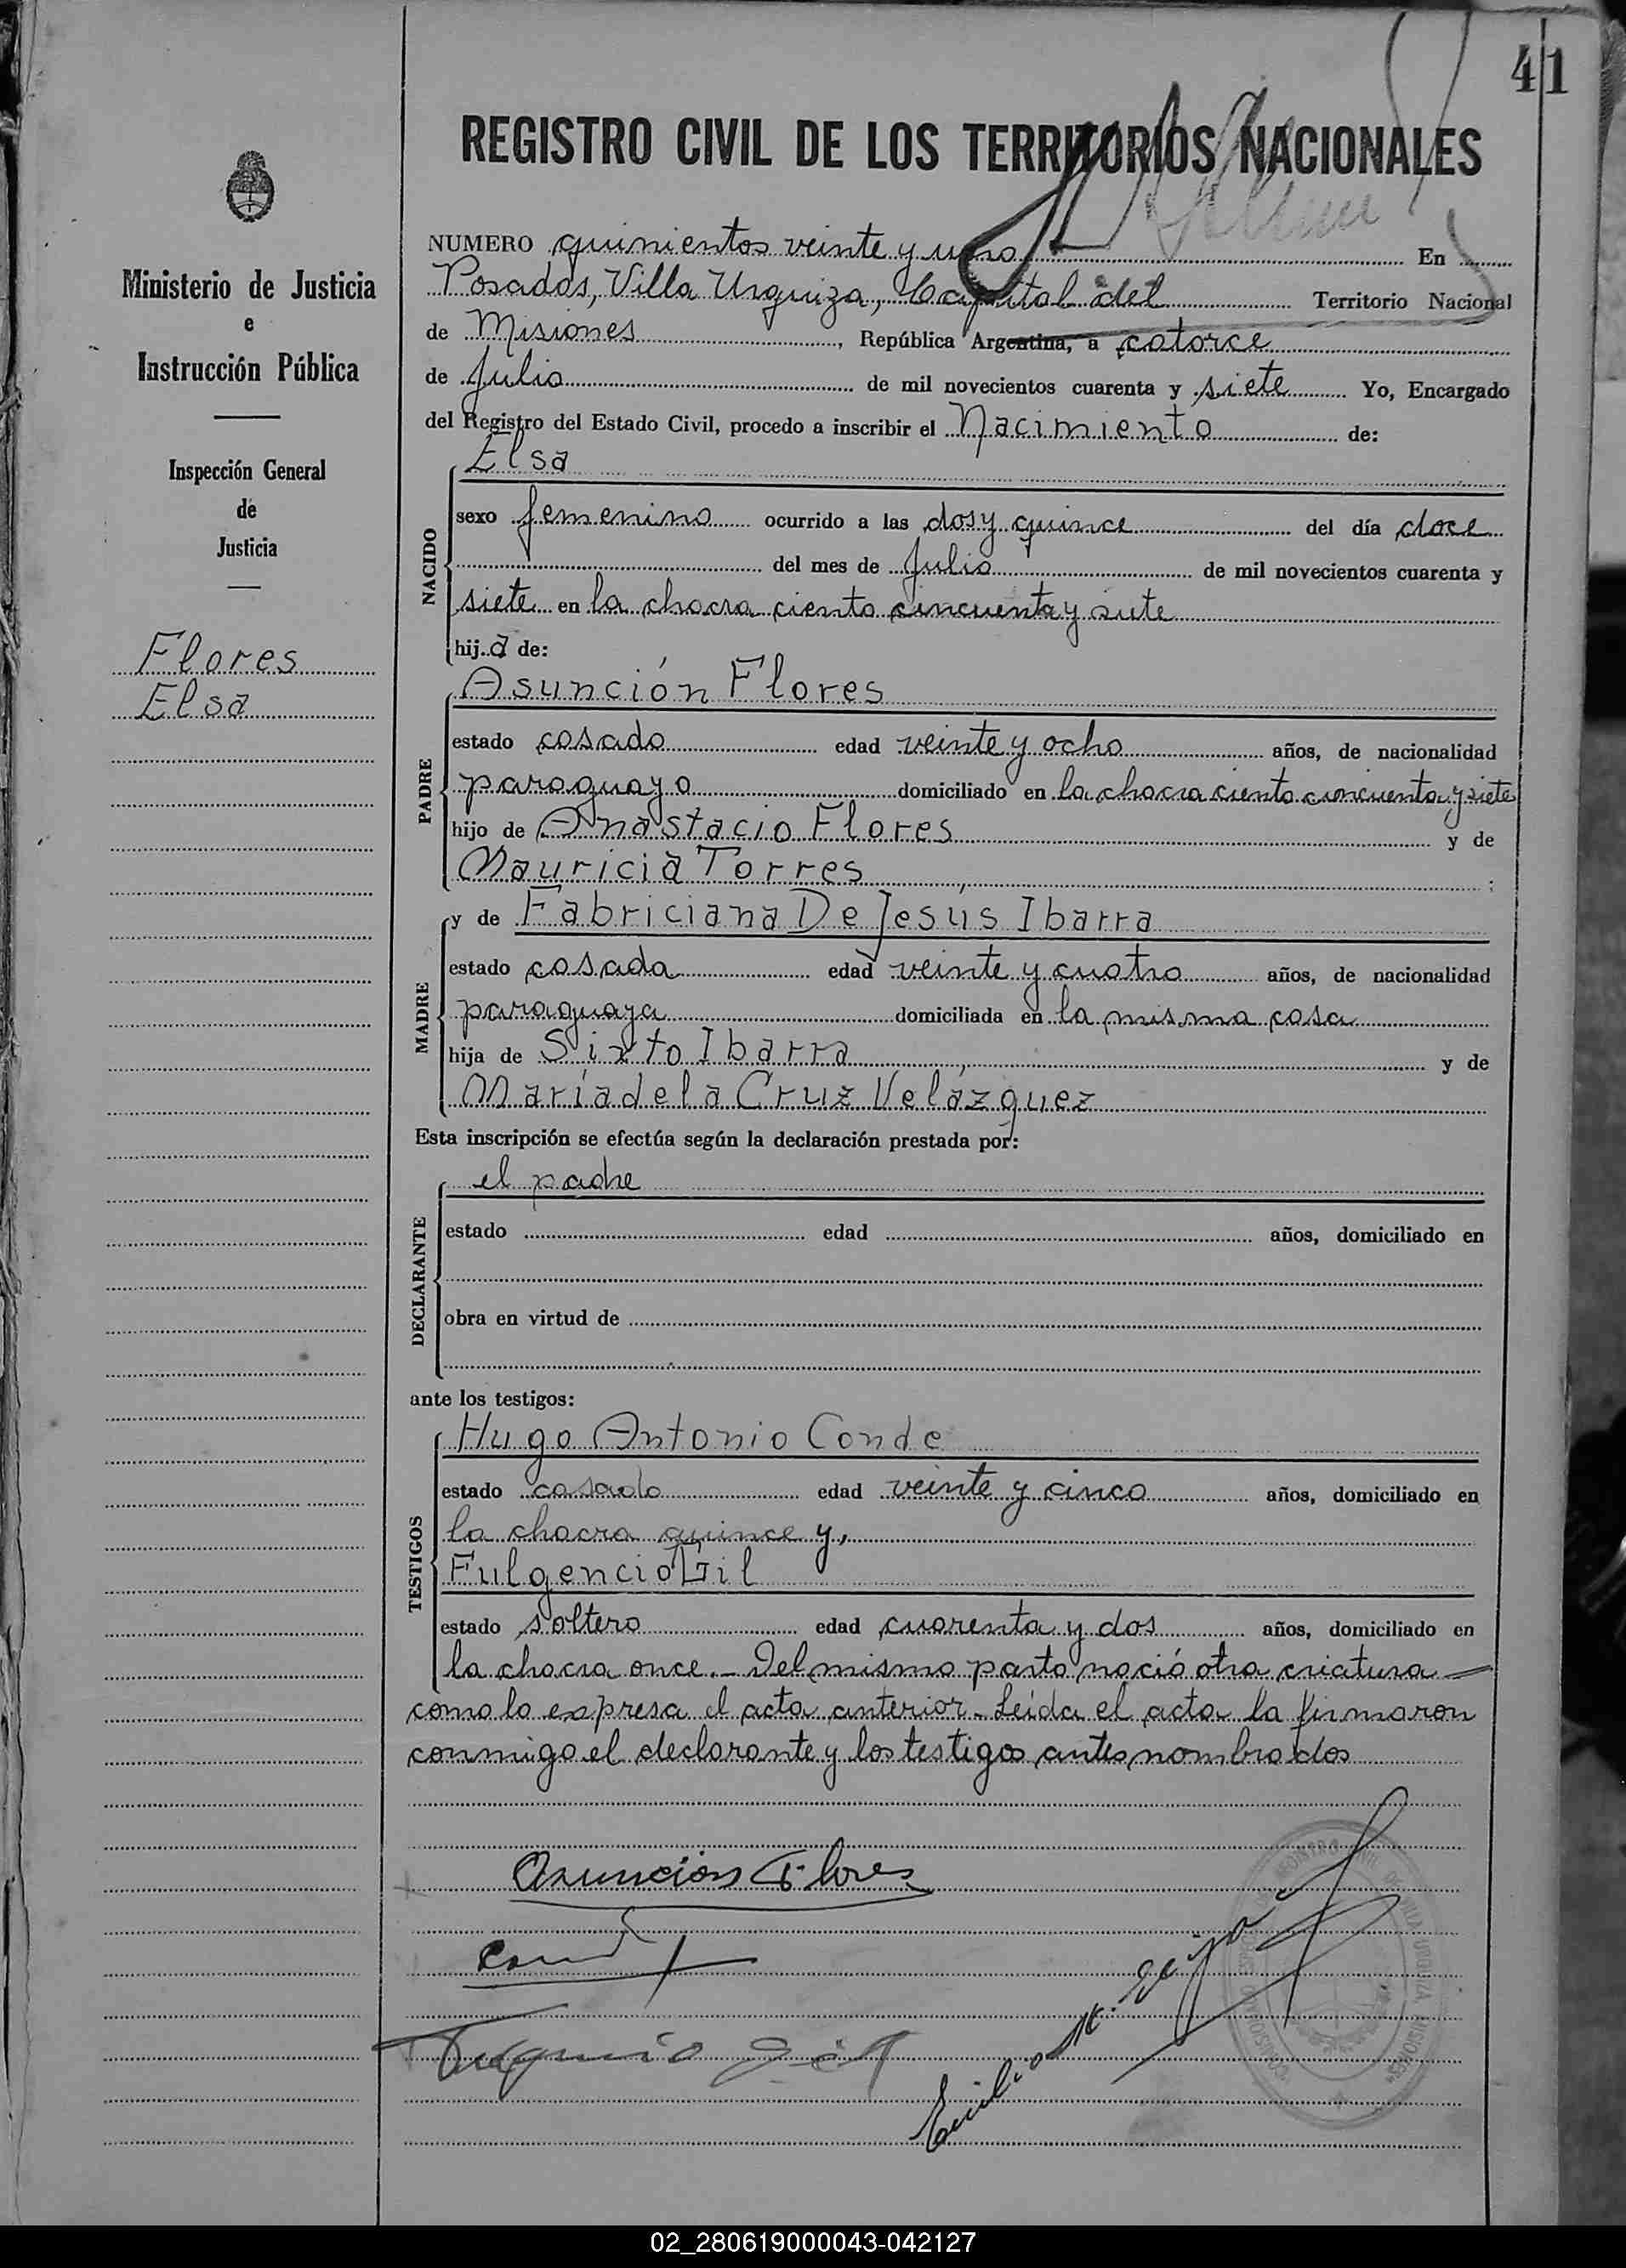 41
REGISTRO CIVIL DE LOS TERRITORIOS NACIONALES
Ministerio de Justicia
e
Instrucción Pública
Inspección General
de
Justicia
Flores
Elsa
NUMERO quinientos veinte y uno En
Posadas, Villa Urquiza, Capital del Territorio Nacional
de Misiones, República Argentina, a catorce
de Julio de mil novecientos cuarenta y siete Yo, Encargado
del Registro del Estado Civil, procedo a inscribir el Nacimiento de:
NACIDO
Elsa
sexo femenino ocurrido a las dos y quince del día doce
del mes de Julio de mil novecientos cuarenta y
siete en la chacra ciento cincuenta y siete
hija de:
PADRE
Asunción Flores
estado casado edad veinte y ocho años, de nacionalidad
paraguayo domiciliado en la chacra ciento cincuenta y siete
hijo de Anastacio Flores y de
Mauricia Torres;
MADRE
y de Fabriciana De Jesús Ibarra
estado casada edad veinte y cuatro años, de nacionalidad
paraguaya domiciliada en la misma casa
hija de Sixto Ibarra y de
María de la Cruz Velázquez
Esta inscripción se efectúa según la declaración prestada por:
DECLARANTE
el padre
estado edad años, domiciliado en
obra en virtud de
ante los testigos:
TESTIGOS
Hugo Antonio Conde
estado casado edad veinte y cinco años, domiciliado en
la chacra quince y,
Fulgencio Gil
estado soltero edad cuarenta y dos años, domiciliado en
la chacra once.- Del mismo parto nació otra criatura
como lo expresa el acta anterior.- Leída el acta la firmaron
conmigo el declarante y los testigos antes nombrados
Asunción Flores
02_280619000043-042127